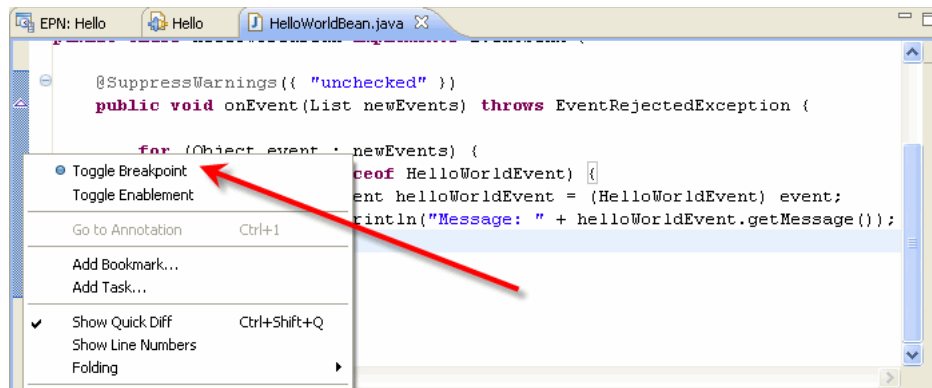 EPN: Hello
Hello
HelloWorldBean.java
@SuppressWarnings({ "unchecked" })
public void onEvent(List newEvents) throws EventRejectedException {
for (Object event : newEvents) {
ceof HelloWorldEvent) {
ent helloWorldEvent = (HelloWorldEvent) event;
rintln("Message: " + helloWorldEvent.getMessage());
Toggle Breakpoint
Toggle Enablement
Go to Annotation Ctrl+1
Add Bookmark...
Add Task...
Show Quick Diff Ctrl+Shift+Q
Show Line Numbers
Folding